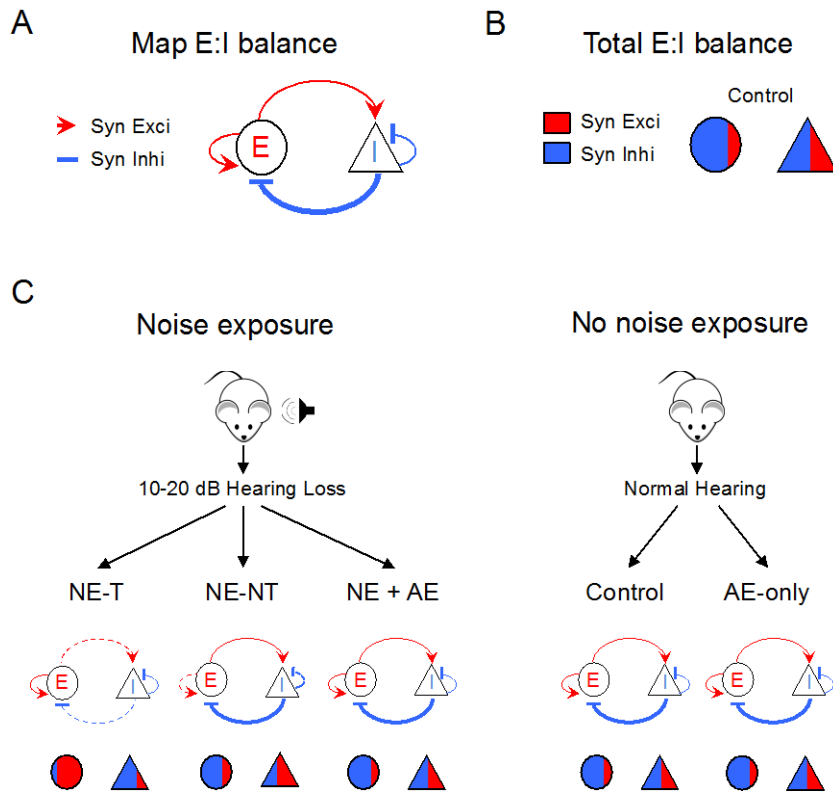 A
Map E:I balance
Syn Exci
Syn Inhi
E
I
B
Total E:I balance
Control
Syn Exci
Syn Inhi
C
Noise exposure
No noise exposure
10-20 dB Hearing Loss
Normal Hearing
NE-T
NE-NT
NE + AE
Control
AE-only
E
I
E
I
E
I
E
I
E
I